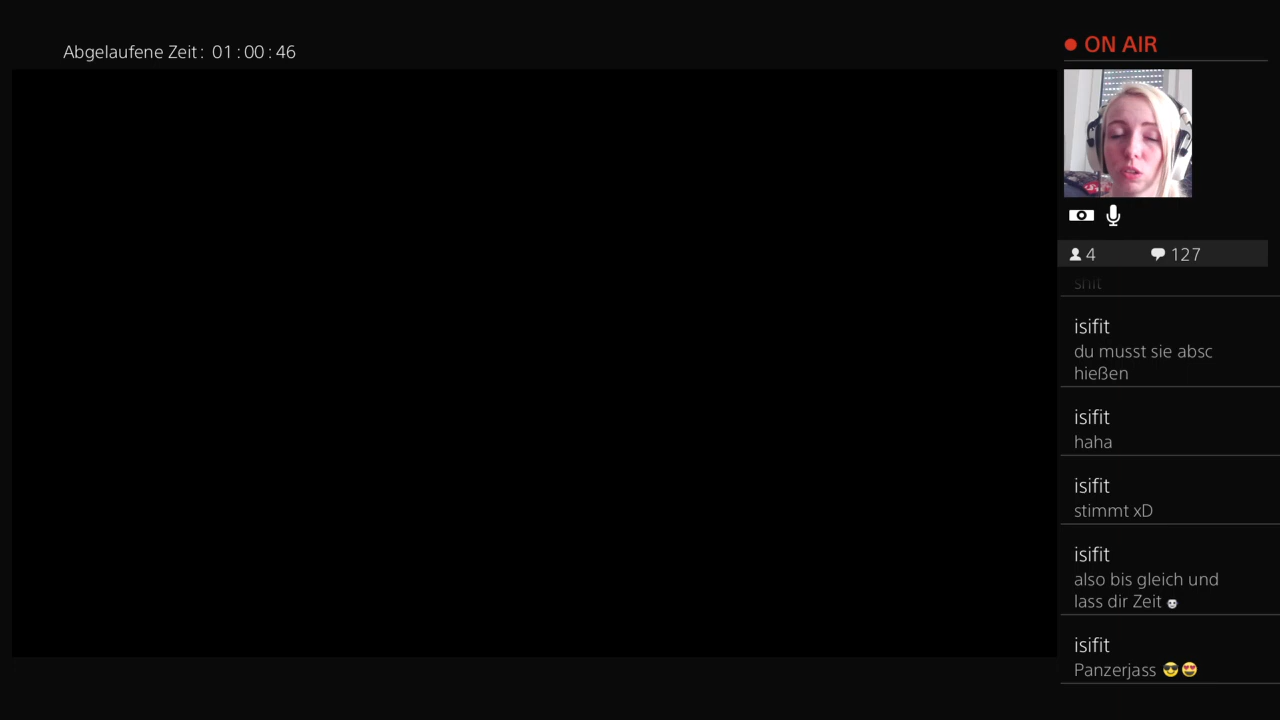 Abgelaufene Zeit: 01:00:46
ON AIR
4 127
shit
isifit
du musst sie absc
hießen
isifit
haha
isifit
stimmt xD
isifit
also bis gleich und
lass dir Zeit 💀
isifit
Panzerjass 😎😍